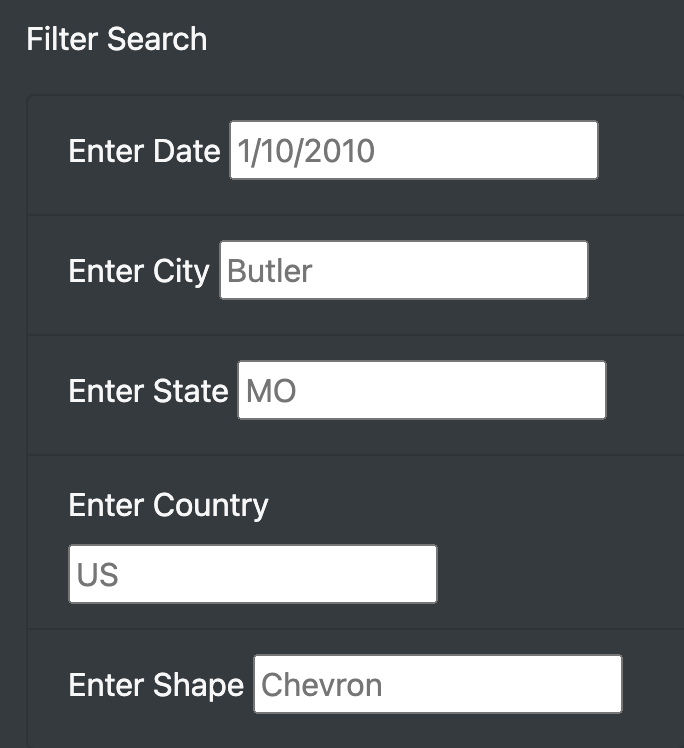 Filter Search
Enter Date 1/10/2010
Enter City Butler
Enter State MO
Enter Country
US
Enter Shape Chevron